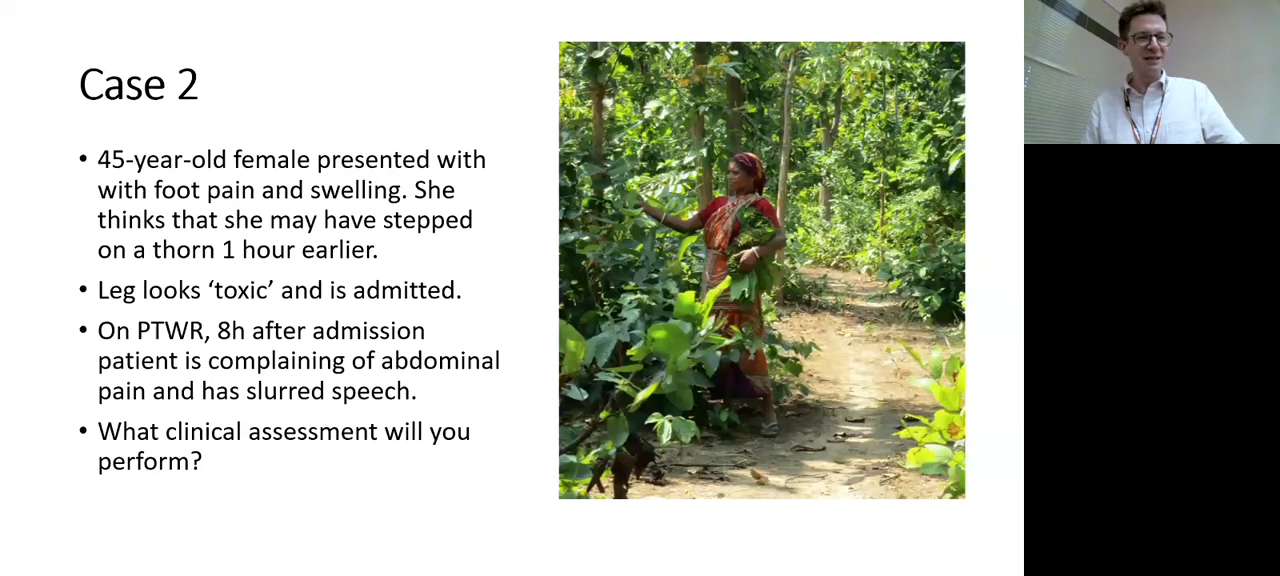 Case 2
• 45-year-old female presented with
with foot pain and swelling. She
thinks that she may have stepped
on a thorn 1 hour earlier.
• Leg looks ‘toxic’ and is admitted.
• On PTWR, 8h after admission
patient is complaining of abdominal
pain and has slurred speech.
• What clinical assessment will you
perform?